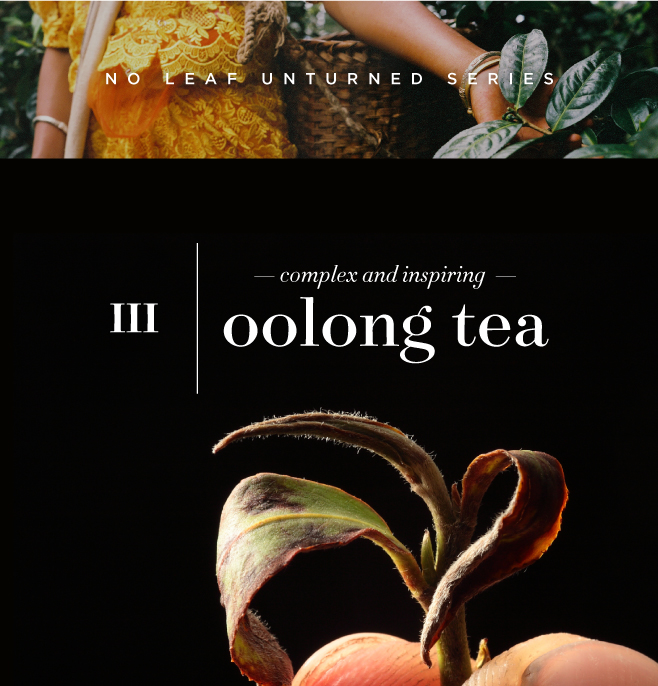 NO LEAF UNTURNED SERIES
III
— complex and inspiring —
oolong tea